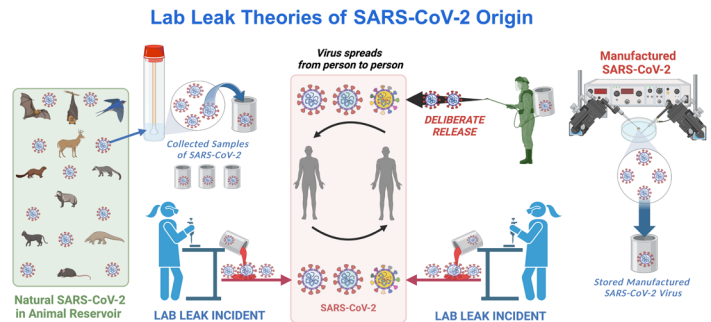 Lab Leak Theories of SARS-CoV-2 Origin
Virus spreads
from person to person
Manufactured
SARS-CoV-2
DELIBERATE
RELEASE
Collected Samples
of SARS-CoV-2
Natural SARS-CoV-2
in Animal Reservoir
LAB LEAK INCIDENT
SARS-CoV-2
LAB LEAK INCIDENT
Stored Manufactured
SARS-CoV-2 Virus